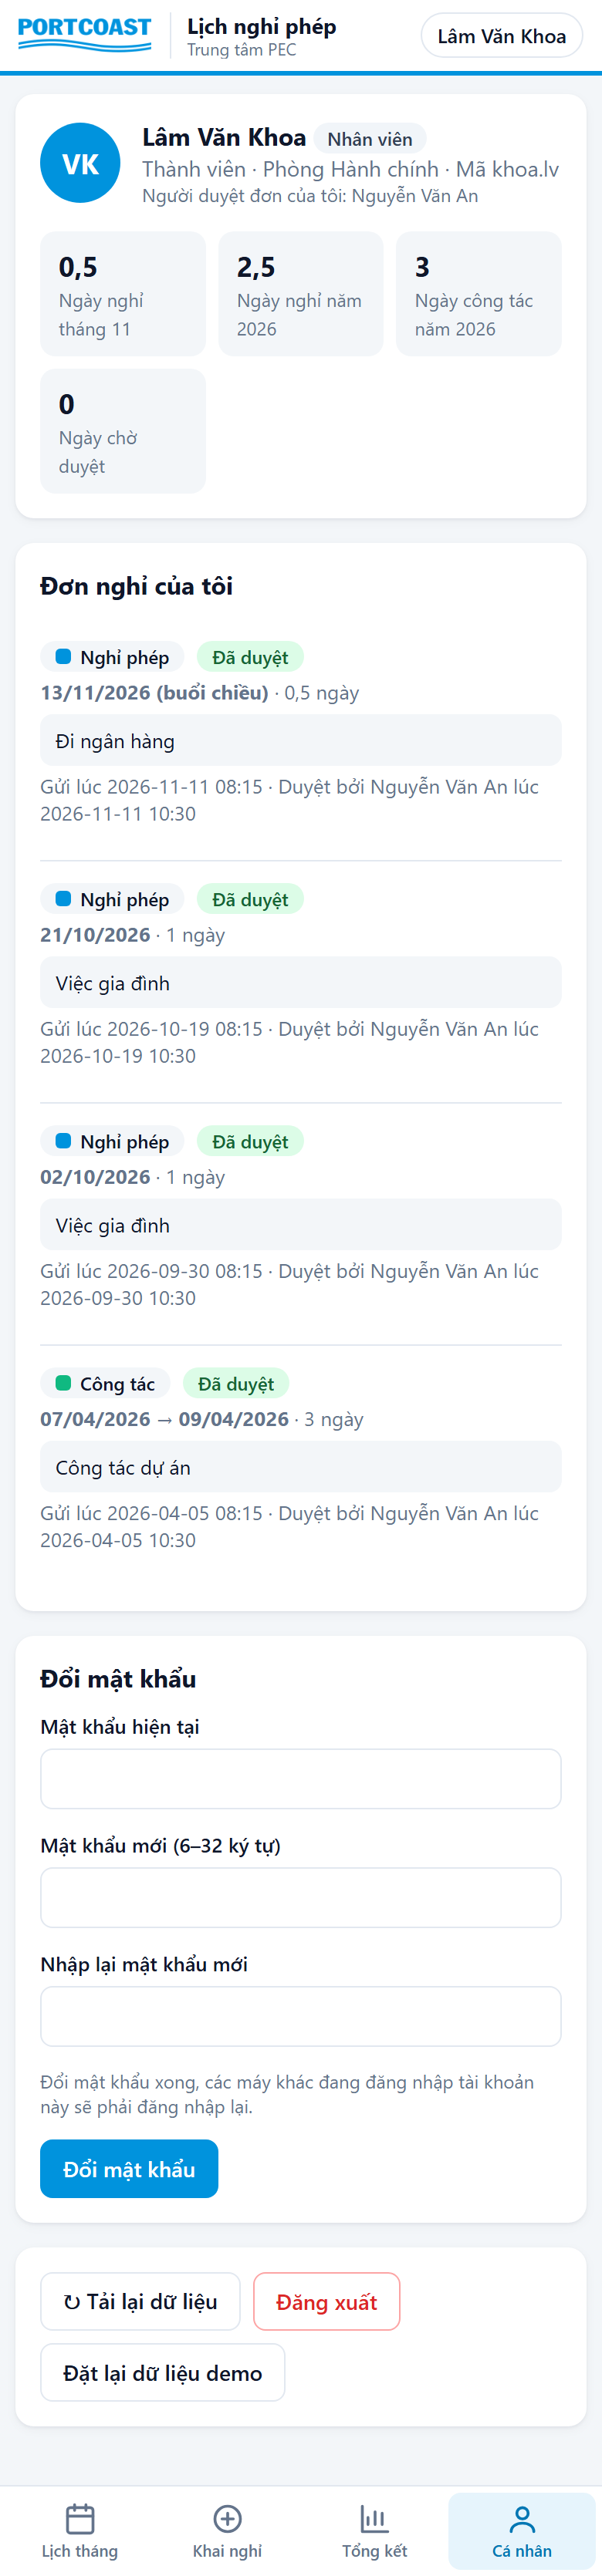 PORTCOAST
Lịch nghỉ phép
Trung tâm PEC
Lâm Văn Khoa
VK
Lâm Văn Khoa Nhân viên
Thành viên · Phòng Hành chính · Mã khoa.lv
Người duyệt đơn của tôi: Nguyễn Văn An
0,5
Ngày nghỉ
tháng 11
2,5
Ngày nghỉ năm
2026
3
Ngày công tác
năm 2026
0
Ngày chờ
duyệt
Đơn nghỉ của tôi
Nghỉ phép Đã duyệt
13/11/2026 (buổi chiều) · 0,5 ngày
Đi ngân hàng
Gửi lúc 2026-11-11 08:15 · Duyệt bởi Nguyễn Văn An lúc
2026-11-11 10:30
Nghỉ phép Đã duyệt
21/10/2026 · 1 ngày
Việc gia đình
Gửi lúc 2026-10-19 08:15 · Duyệt bởi Nguyễn Văn An lúc
2026-10-19 10:30
Nghỉ phép Đã duyệt
02/10/2026 · 1 ngày
Việc gia đình
Gửi lúc 2026-09-30 08:15 · Duyệt bởi Nguyễn Văn An lúc
2026-09-30 10:30
Công tác Đã duyệt
07/04/2026 → 09/04/2026 · 3 ngày
Công tác dự án
Gửi lúc 2026-04-05 08:15 · Duyệt bởi Nguyễn Văn An lúc
2026-04-05 10:30
Đổi mật khẩu
Mật khẩu hiện tại
Mật khẩu mới (6–32 ký tự)
Nhập lại mật khẩu mới
Đổi mật khẩu xong, các máy khác đang đăng nhập tài khoản
này sẽ phải đăng nhập lại.
Đổi mật khẩu
↻ Tải lại dữ liệu
Đăng xuất
Đặt lại dữ liệu demo
Lịch tháng
Khai nghỉ
Tổng kết
Cá nhân